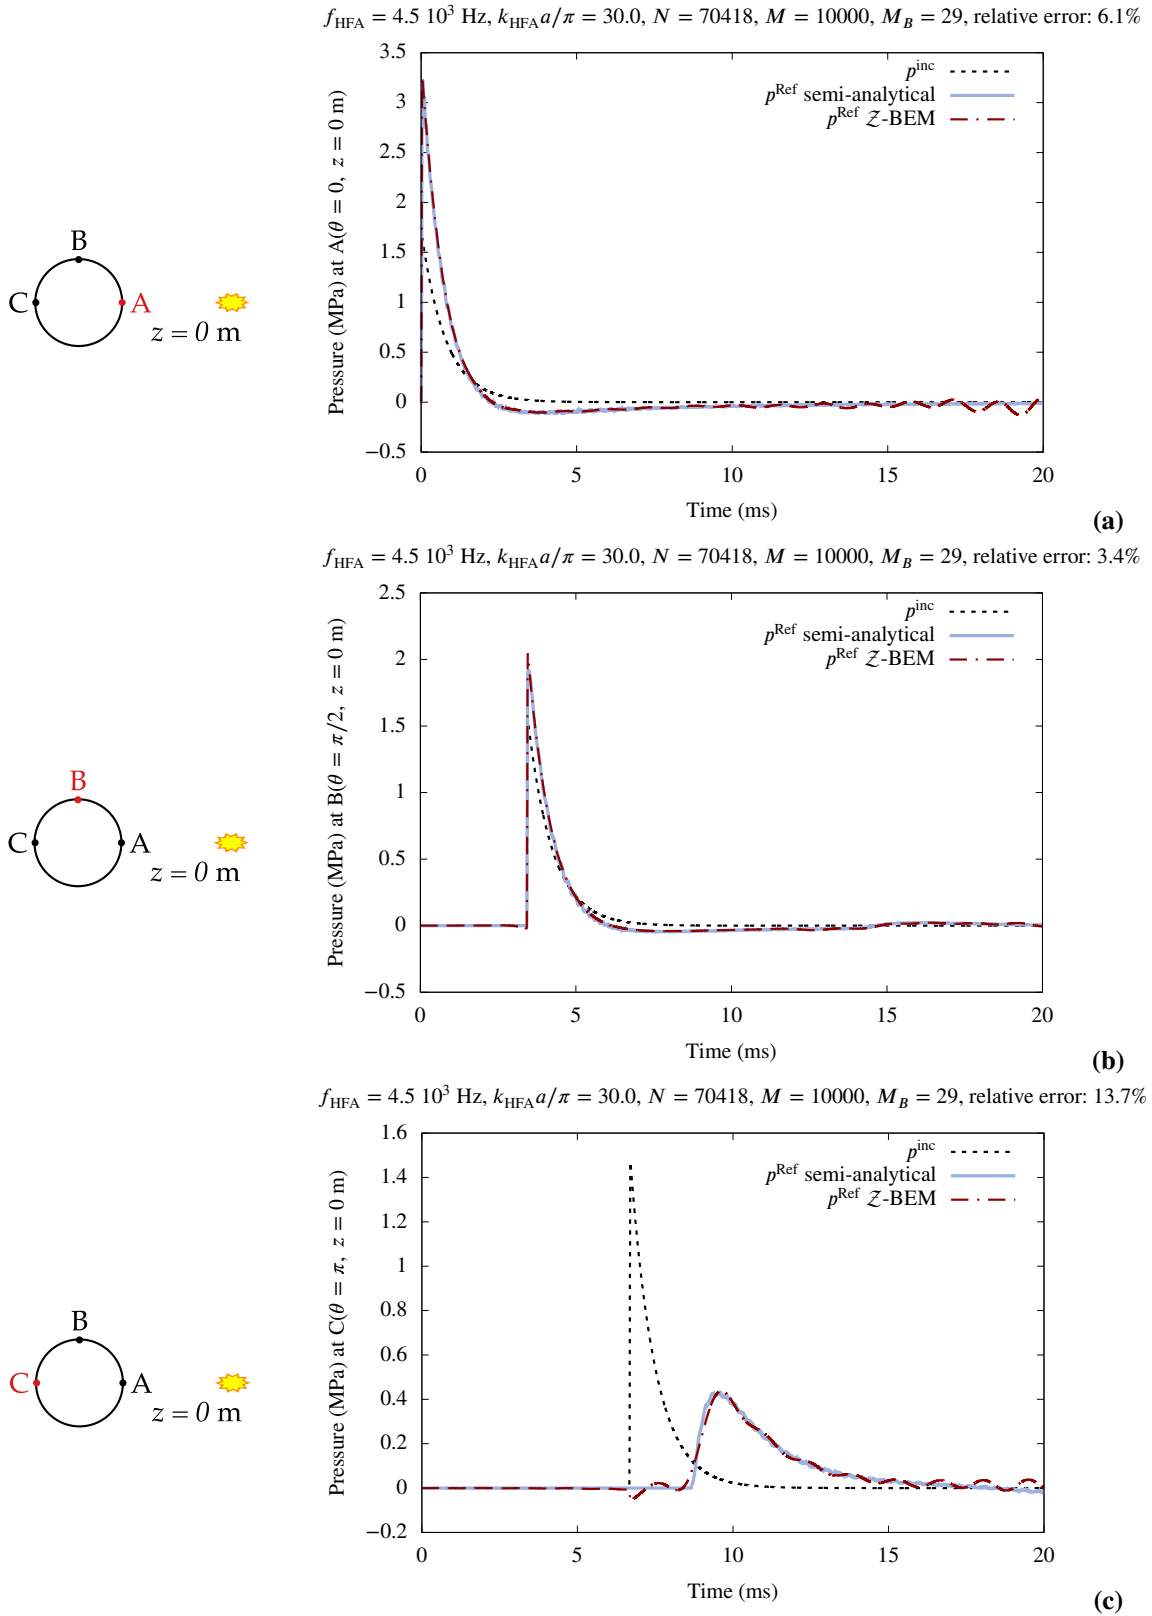 f_HFA = 4.5 10³ Hz, k_HFA a/π = 30.0, N = 70418, M = 10000, M_B = 29, relative error: 6.1%
3.5
3
2.5
2
1.5
1
0.5
0
−0.5
Pressure (MPa) at A(θ = 0, z = 0 m)
p^inc
p^Ref semi-analytical
p^Ref 𝒵-BEM
B
C
A
z = 0 m
0 5 10 15 20
Time (ms)
(a)
f_HFA = 4.5 10³ Hz, k_HFA a/π = 30.0, N = 70418, M = 10000, M_B = 29, relative error: 3.4%
2.5
2
1.5
1
0.5
0
−0.5
Pressure (MPa) at B(θ = π/2, z = 0 m)
p^inc
p^Ref semi-analytical
p^Ref 𝒵-BEM
B
C
A
z = 0 m
0 5 10 15 20
Time (ms)
(b)
f_HFA = 4.5 10³ Hz, k_HFA a/π = 30.0, N = 70418, M = 10000, M_B = 29, relative error: 13.7%
1.6
1.4
1.2
1
0.8
0.6
0.4
0.2
0
−0.2
Pressure (MPa) at C(θ = π, z = 0 m)
p^inc
p^Ref semi-analytical
p^Ref 𝒵-BEM
B
C
A
z = 0 m
0 5 10 15 20
Time (ms)
(c)